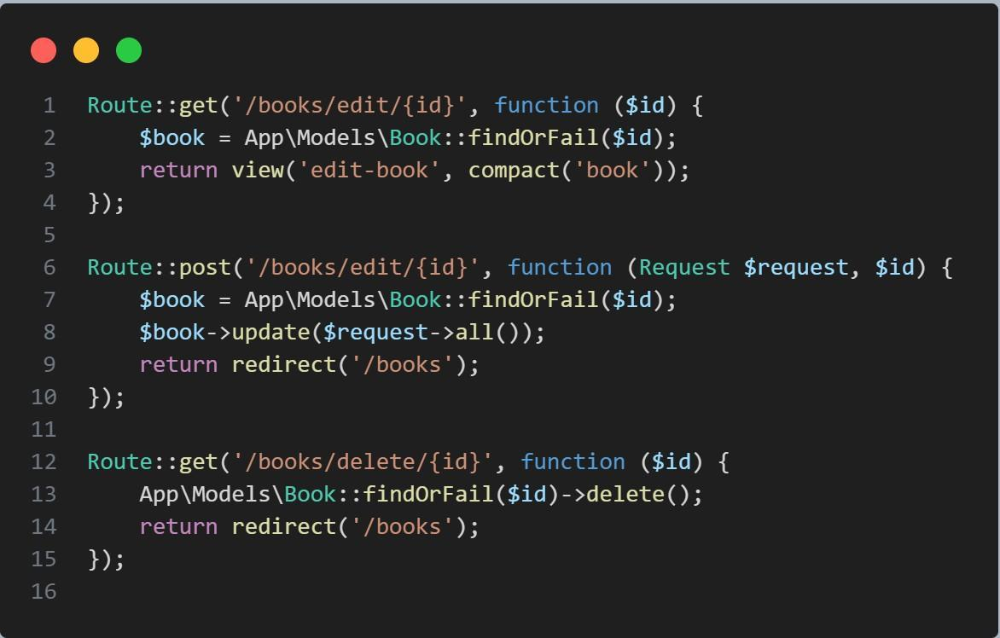 1 Route::get('/books/edit/{id}', function ($id) {
2     $book = App\Models\Book::findOrFail($id);
3     return view('edit-book', compact('book'));
4 });
5
6 Route::post('/books/edit/{id}', function (Request $request, $id) {
7     $book = App\Models\Book::findOrFail($id);
8     $book->update($request->all());
9     return redirect('/books');
10 });
11
12 Route::get('/books/delete/{id}', function ($id) {
13     App\Models\Book::findOrFail($id)->delete();
14     return redirect('/books');
15 });
16